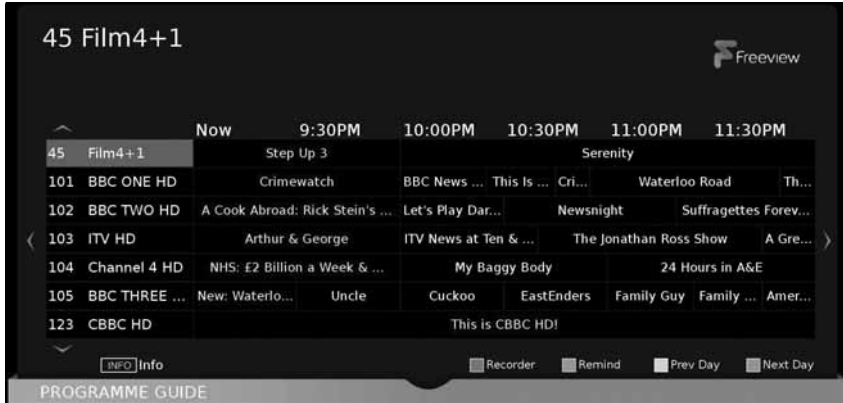 45 Film4+1
Freeview
Now 9:30PM 10:00PM 10:30PM 11:00PM 11:30PM
45 Film4+1 Step Up 3 Serenity
101 BBC ONE HD Crimewatch BBC News ... This Is ... Cri... Waterloo Road Th...
102 BBC TWO HD A Cook Abroad: Rick Stein's ... Let's Play Dar... Newsnight Suffragettes Forev...
103 ITV HD Arthur & George ITV News at Ten & ... The Jonathan Ross Show A Gre...
104 Channel 4 HD NHS: £2 Billion a Week & ... My Baggy Body 24 Hours in A&E
105 BBC THREE ... New: Waterlo... Uncle Cuckoo EastEnders Family Guy Family ... Amer...
123 CBBC HD This is CBBC HD!
INFO Info Recorder Remind Prev Day Next Day
PROGRAMME GUIDE